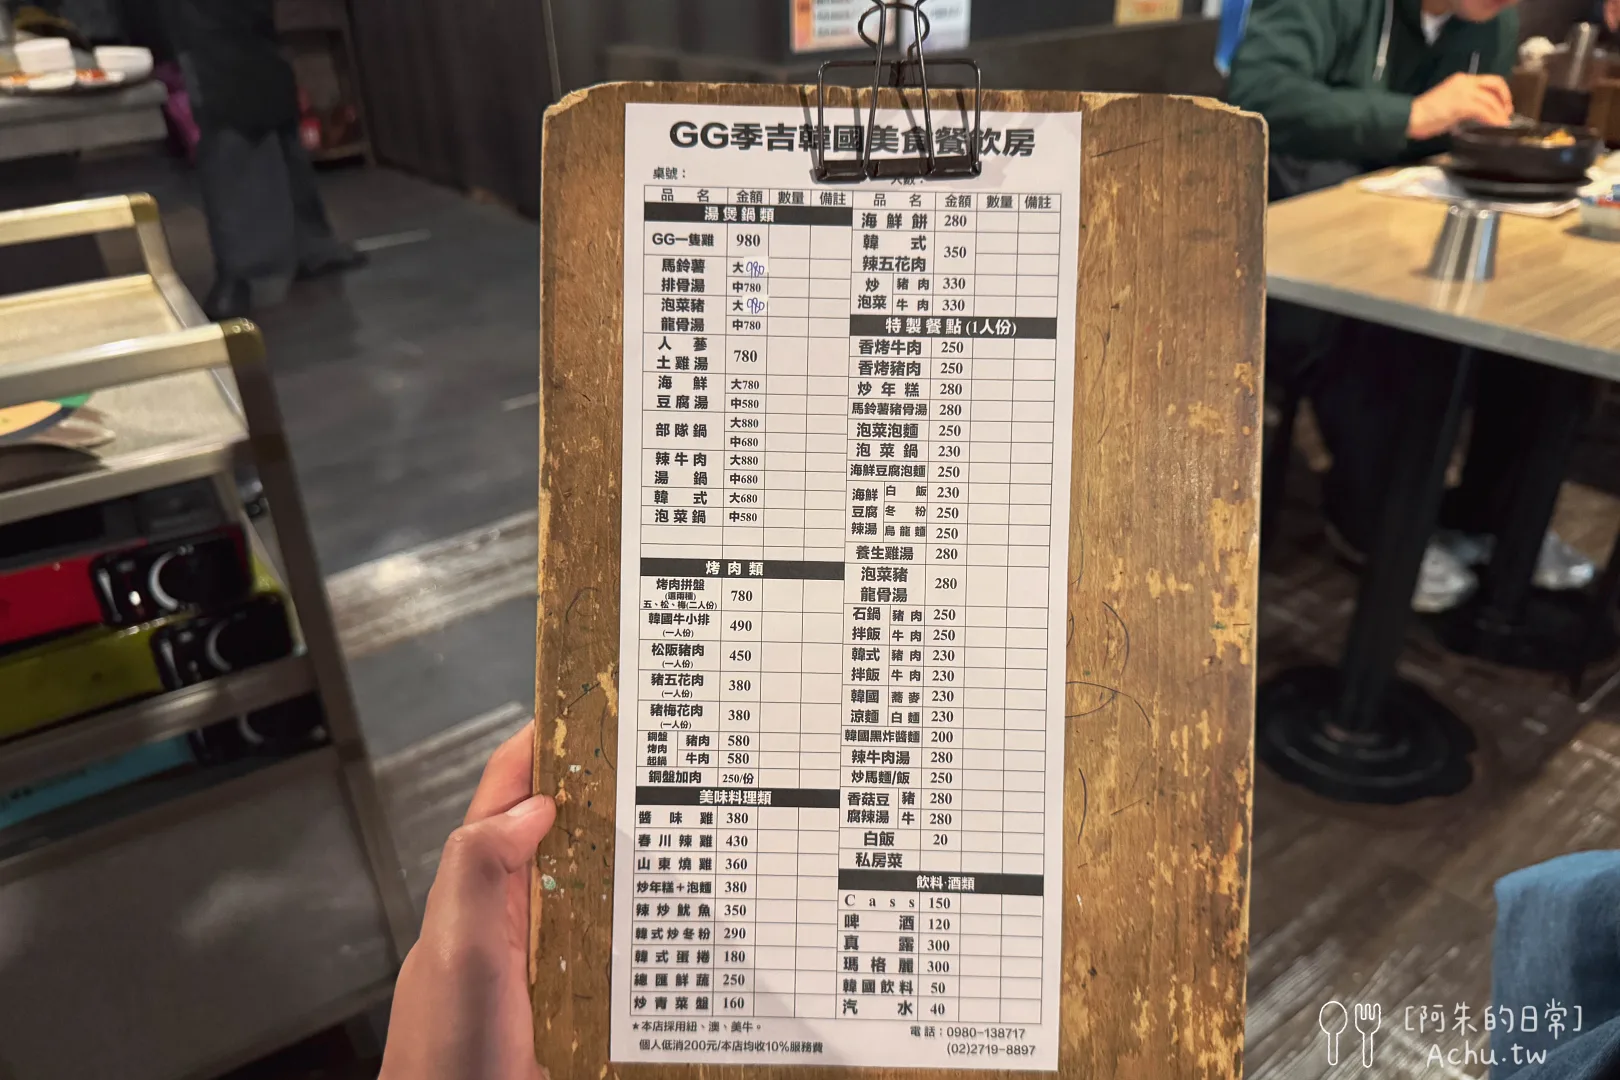 GG季吉韓國美食餐飲房
桌號：
人數：
品名 金額 數量 備註
湯煲鍋類
GG一隻雞 980
馬鈴薯排骨湯 大980
中780
泡菜豬龍骨湯 大980
中780
人蔘土雞湯 780
海鮮豆腐湯 大780
中580
部隊鍋 大880
中680
辣牛肉湯鍋 大880
中680
韓式泡菜鍋 大680
中580
烤肉類
烤肉拼盤 780
(選兩種)
五、松、梅(二人份)
韓國牛小排 490
(一人份)
松阪豬肉 450
(一人份)
豬五花肉 380
(一人份)
豬梅花肉 380
(一人份)
銅盤烤肉起鍋 豬肉 580
牛肉 580
銅盤加肉 250/份
美味料理類
醬味雞 380
春川辣雞 430
山東燒雞 360
炒年糕+泡麵 380
辣炒魷魚 350
韓式炒冬粉 290
韓式蛋捲 180
總匯鮮蔬 250
炒青菜盤 160
★本店採用紐、澳、美牛。
個人低消200元/本店均收10%服務費
品名 金額 數量 備註
海鮮餅 280
韓式辣五花肉 350
炒泡菜 豬肉 330
牛肉 330
特製餐點(1人份)
香烤牛肉 250
香烤豬肉 250
炒年糕 280
馬鈴薯豬骨湯 280
泡菜泡麵 250
泡菜鍋 230
海鮮豆腐泡麵 250
海鮮豆腐辣湯 白飯 230
冬粉 250
烏龍麵 250
養生雞湯 280
泡菜豬龍骨湯 280
石鍋拌飯 豬肉 250
牛肉 250
韓式拌飯 豬肉 230
牛肉 230
韓國涼麵 蕎麥 230
白麵 230
韓國黑炸醬麵 200
辣牛肉湯 280
炒馬麵/飯 250
香菇豆腐辣湯 豬 280
牛 280
白飯 20
私房菜
飲料·酒類
Cass 150
啤酒 120
真露 300
瑪格麗 300
韓國飲料 50
汽水 40
電話：0980-138717
(02)2719-8897
[阿朱的日常]
Achu.tw